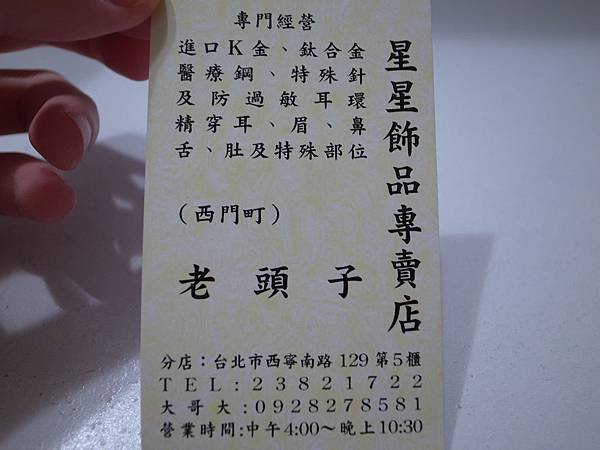 星星飾品專賣店
專門經營
進口K金、鈦合金
醫療鋼、特殊針
及防過敏耳環
精穿耳、眉、鼻
舌、肚及特殊部位
(西門町)
老頭子
分店：台北市西寧南路129第5櫃
TEL:23821722
大哥大:0928278581
營業時間:中午4:00～晚上10:30